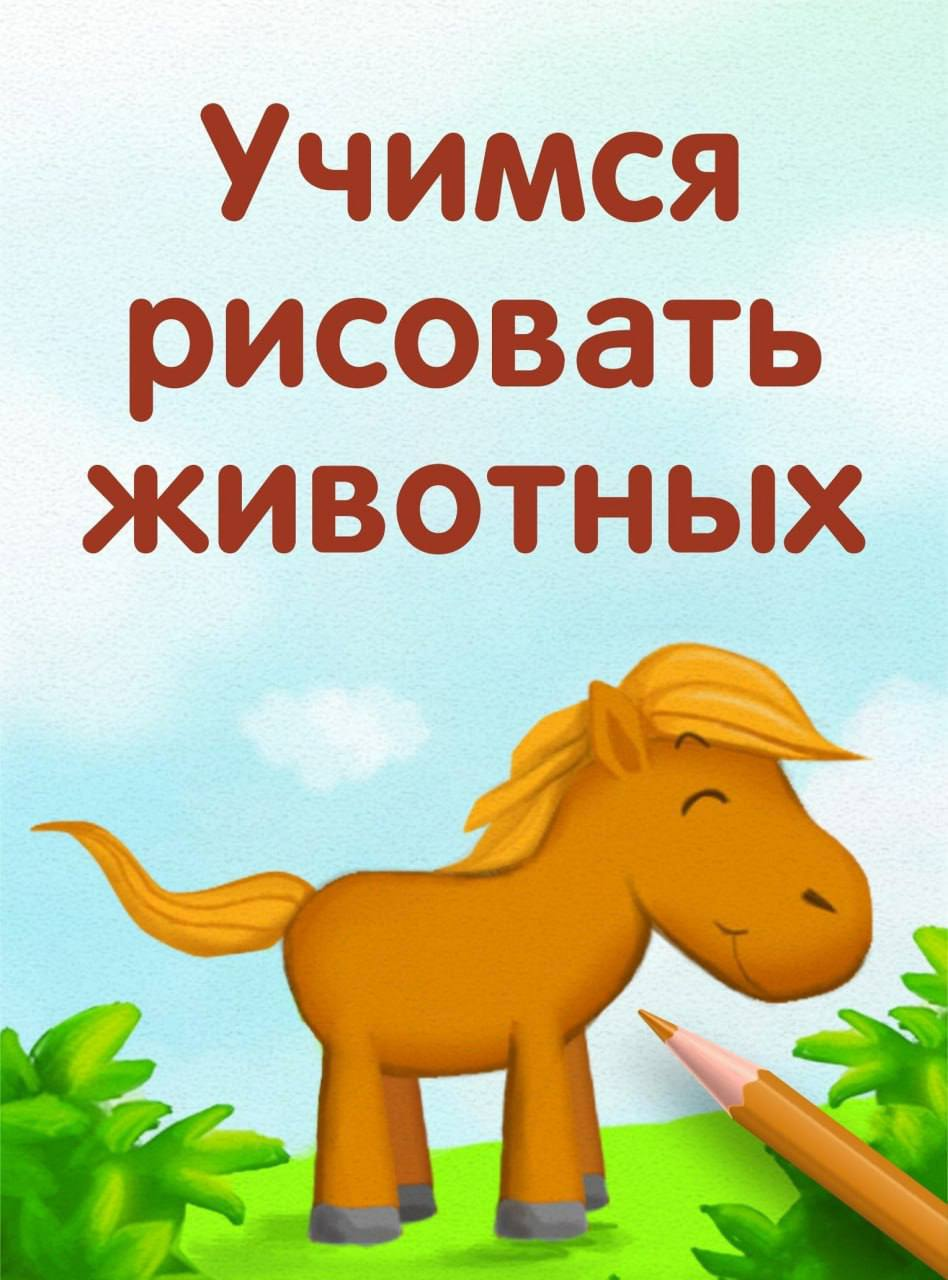 Учимся
рисовать
животных